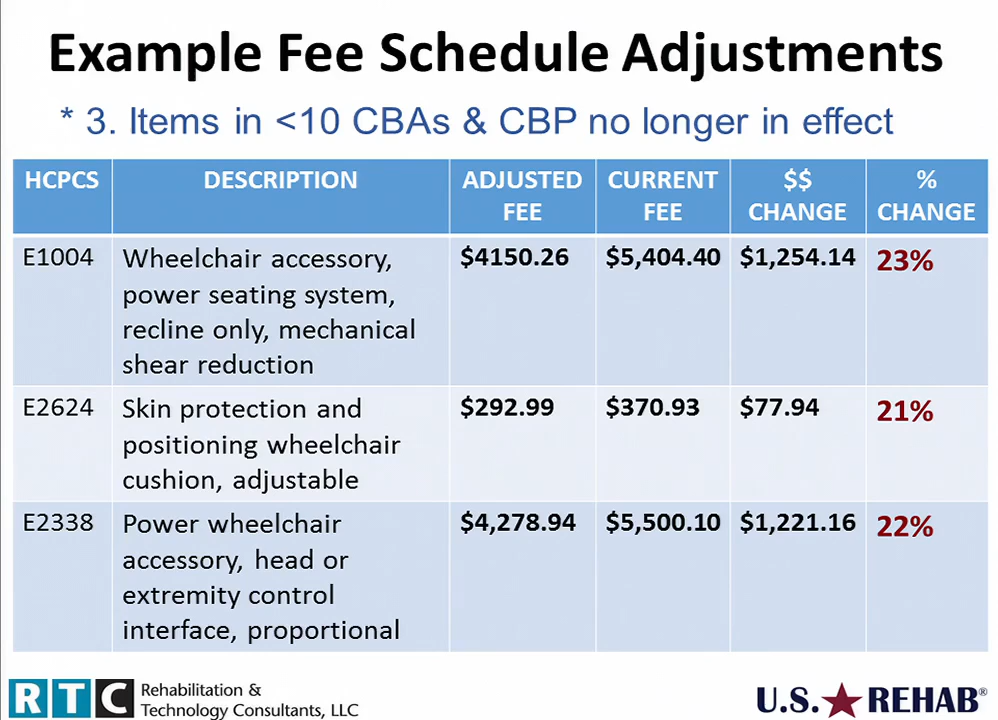 Example Fee Schedule Adjustments
* 3. Items in <10 CBAs & CBP no longer in effect
HCPCS DESCRIPTION ADJUSTED FEE CURRENT FEE $$ CHANGE % CHANGE
E1004 Wheelchair accessory, $4150.26 $5,404.40 $1,254.14 23%
power seating system,
recline only, mechanical
shear reduction
E2624 Skin protection and $292.99 $370.93 $77.94 21%
positioning wheelchair
cushion, adjustable
E2338 Power wheelchair $4,278.94 $5,500.10 $1,221.16 22%
accessory, head or
extremity control
interface, proportional
RTC Rehabilitation &
Technology Consultants, LLC
U.S. REHAB®